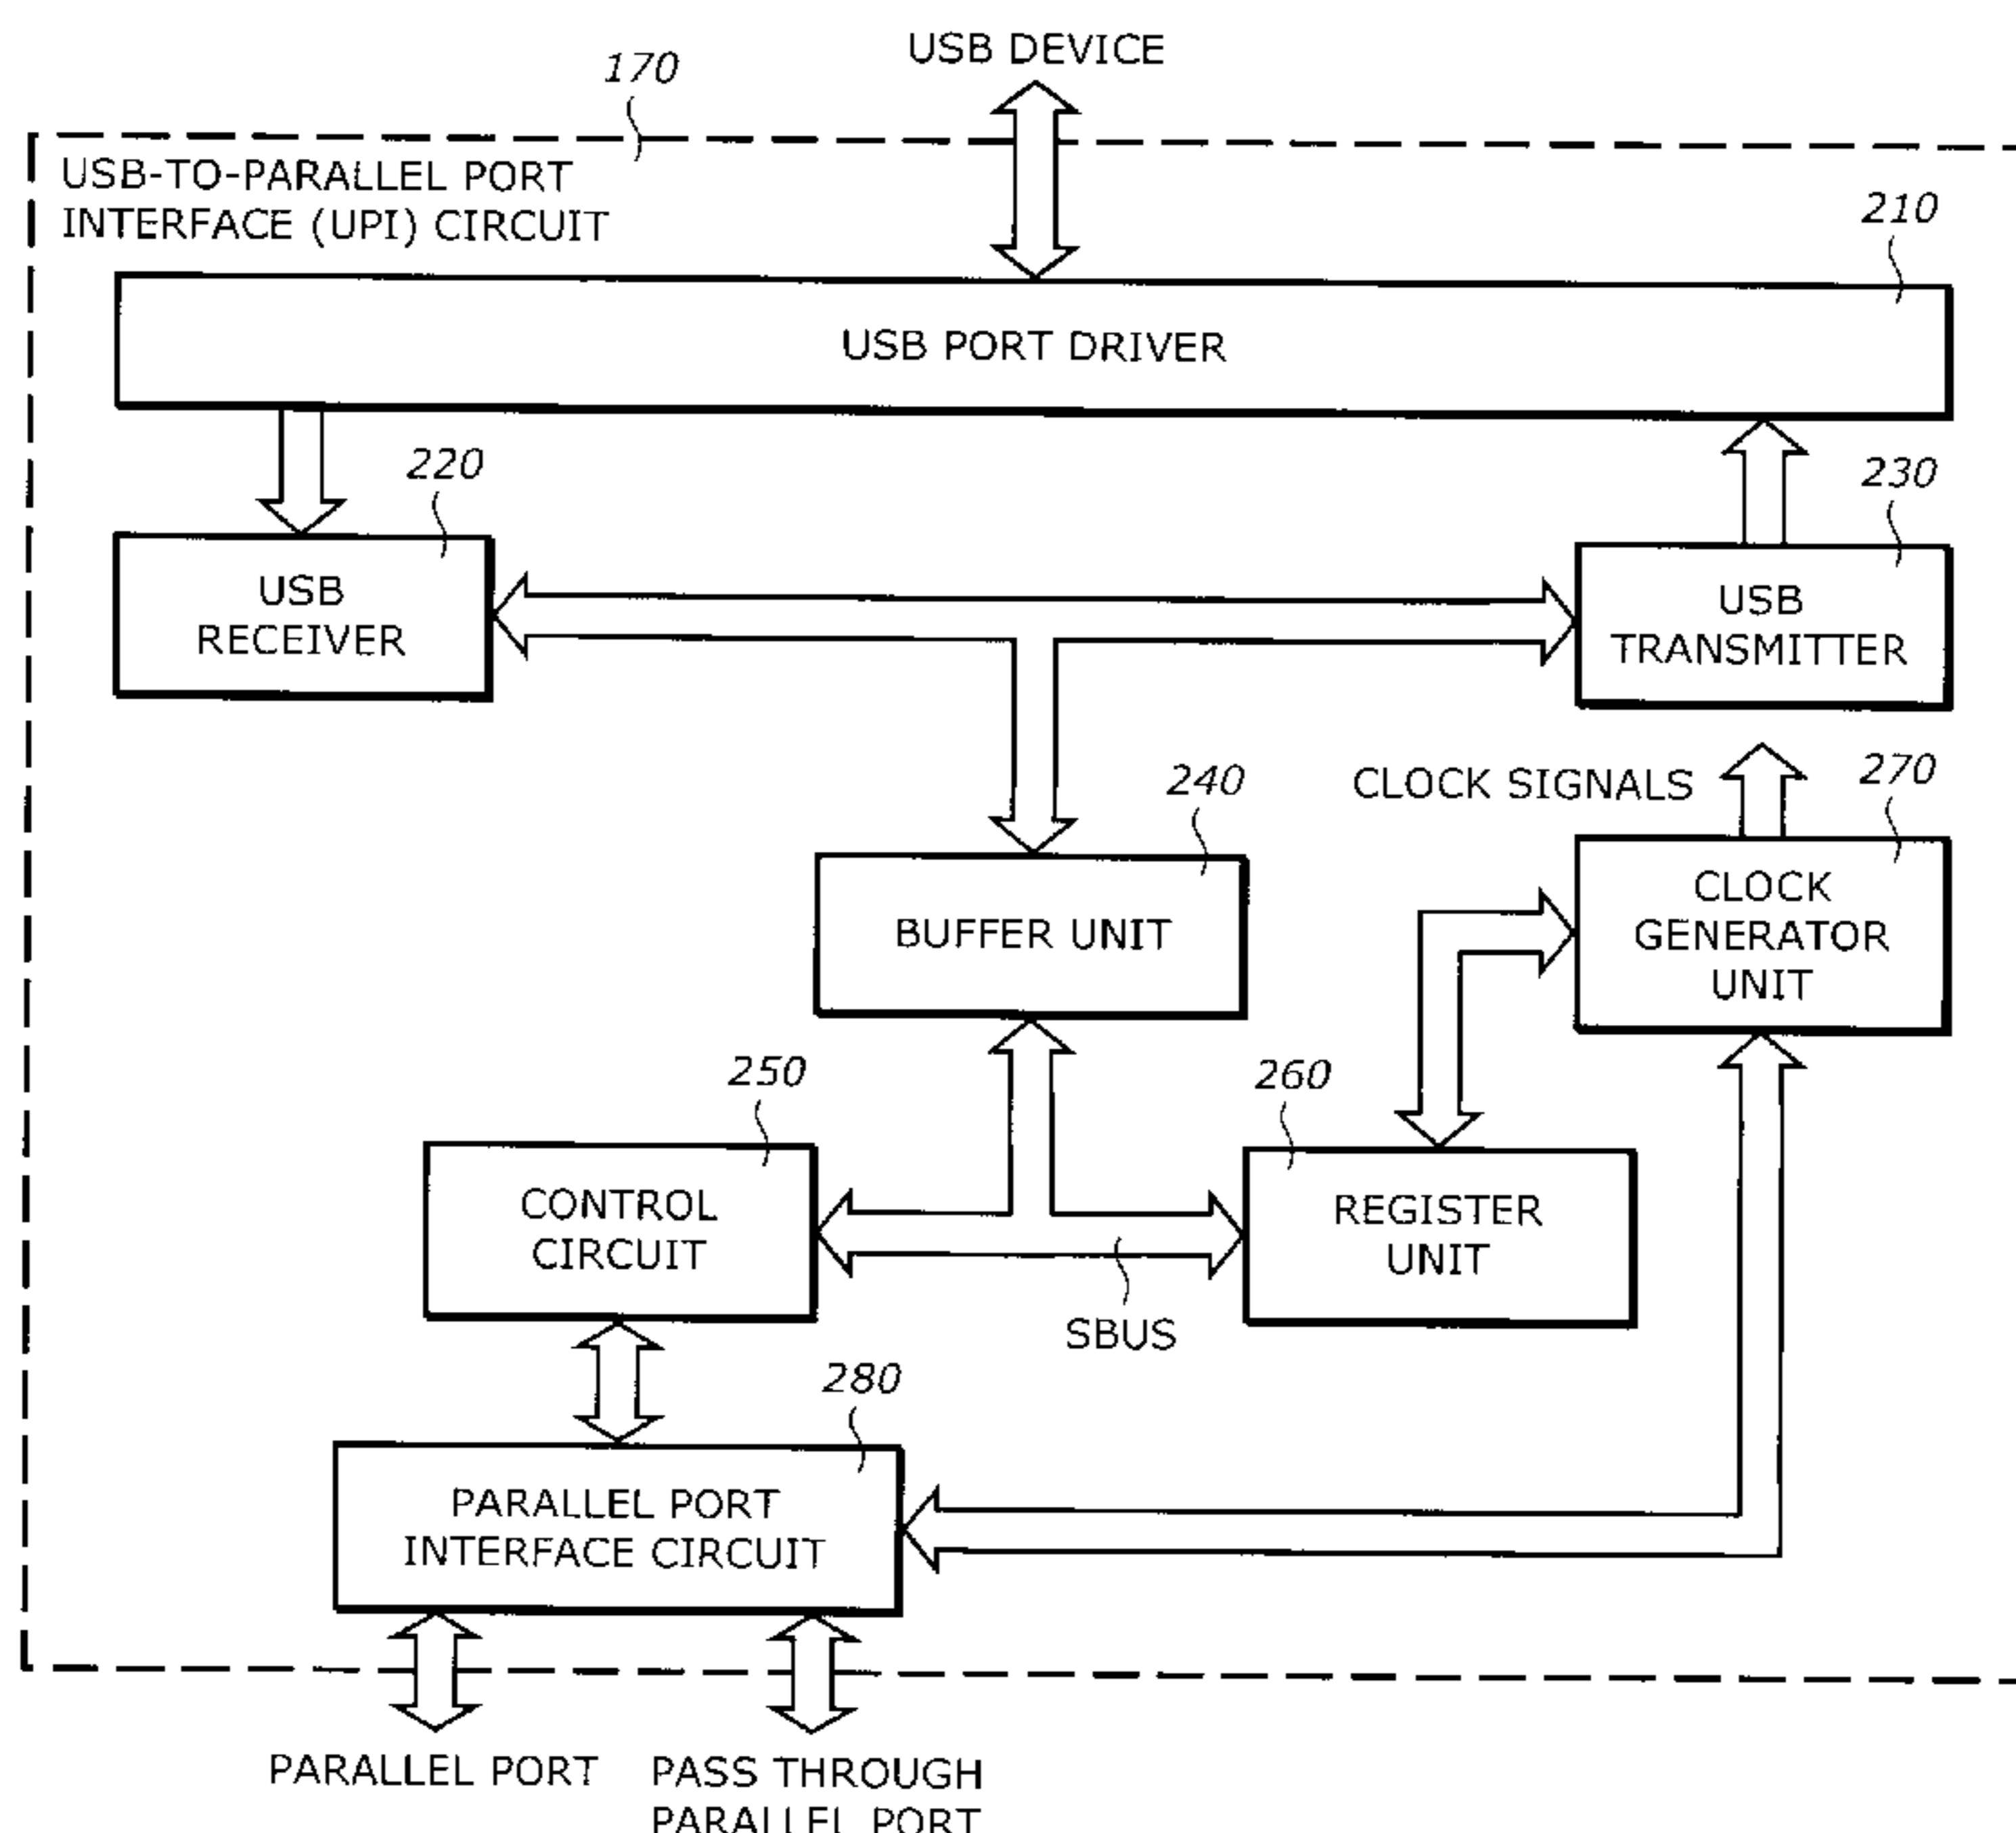 USB DEVICE
170
USB-TO-PARALLEL PORT
INTERFACE (UPI) CIRCUIT
210
USB PORT DRIVER
220
230
USB
RECEIVER
USB
TRANSMITTER
240
CLOCK SIGNALS
270
BUFFER UNIT
CLOCK
GENERATOR
UNIT
250
260
CONTROL
CIRCUIT
REGISTER
UNIT
SBUS
280
PARALLEL PORT
INTERFACE CIRCUIT
PARALLEL PORT
PASS THROUGH
PARALLEL PORT